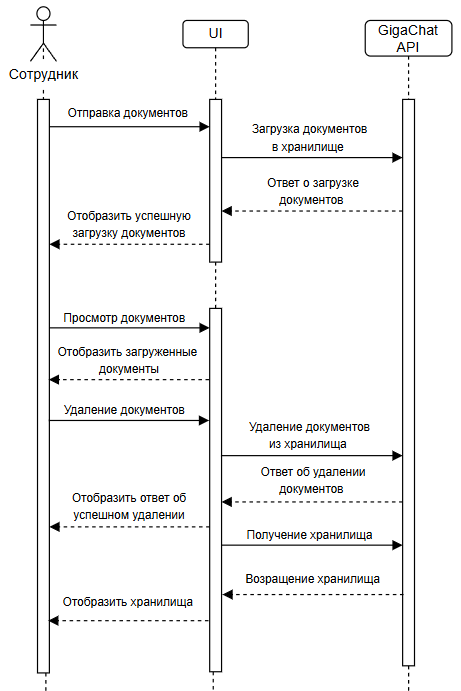 Сотрудник
UI
GigaChat
API
Отправка документов
Загрузка документов
в хранилище
Ответ о загрузке
документов
Отобразить успешную
загрузку документов
Просмотр документов
Отобразить загруженные
документы
Удаление документов
Удаление документов
из хранилища
Ответ об удалении
документов
Отобразить ответ об
успешном удалении
Получение хранилища
Возращение хранилища
Отобразить хранилища